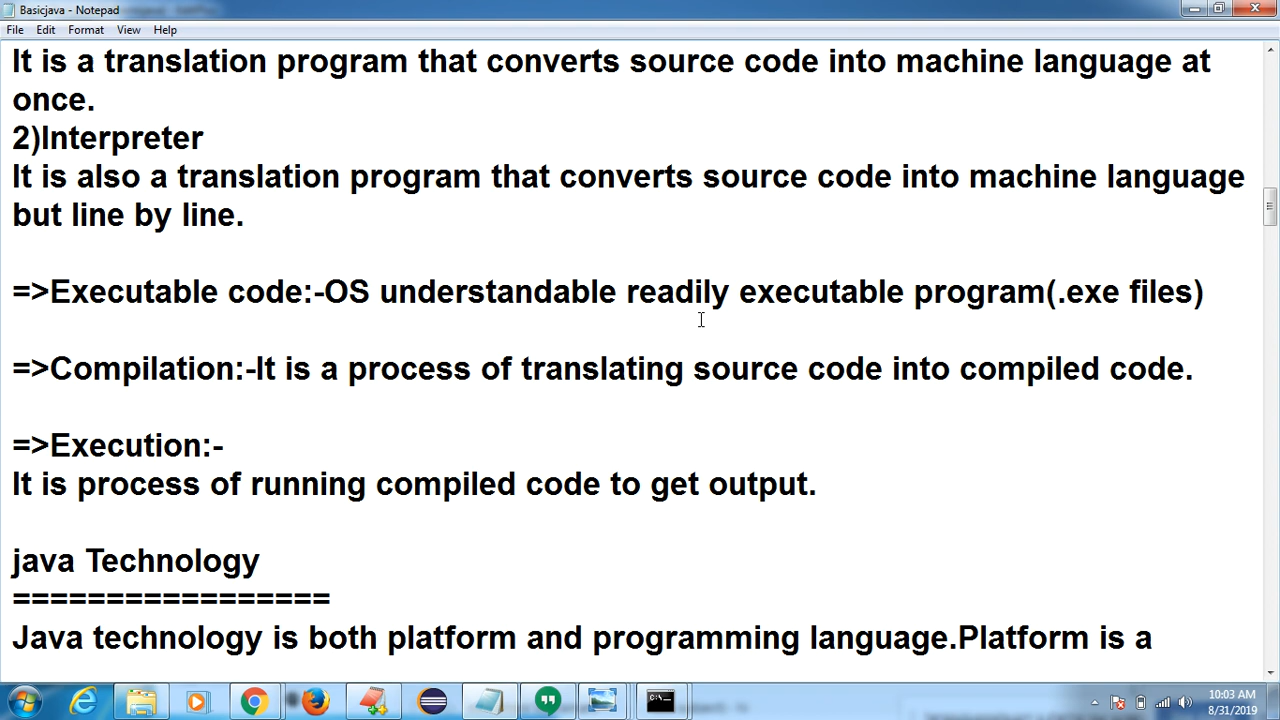 Basicjava - Notepad
File Edit Format View Help
It is a translation program that converts source code into machine language at
once.
2)Interpreter
It is also a translation program that converts source code into machine language
but line by line.
=>Executable code:-OS understandable readily executable program(.exe files)
=>Compilation:-It is a process of translating source code into compiled code.
=>Execution:-
It is process of running compiled code to get output.
java Technology
=================
Java technology is both platform and programming language.Platform is a
10:03 AM
8/31/2019